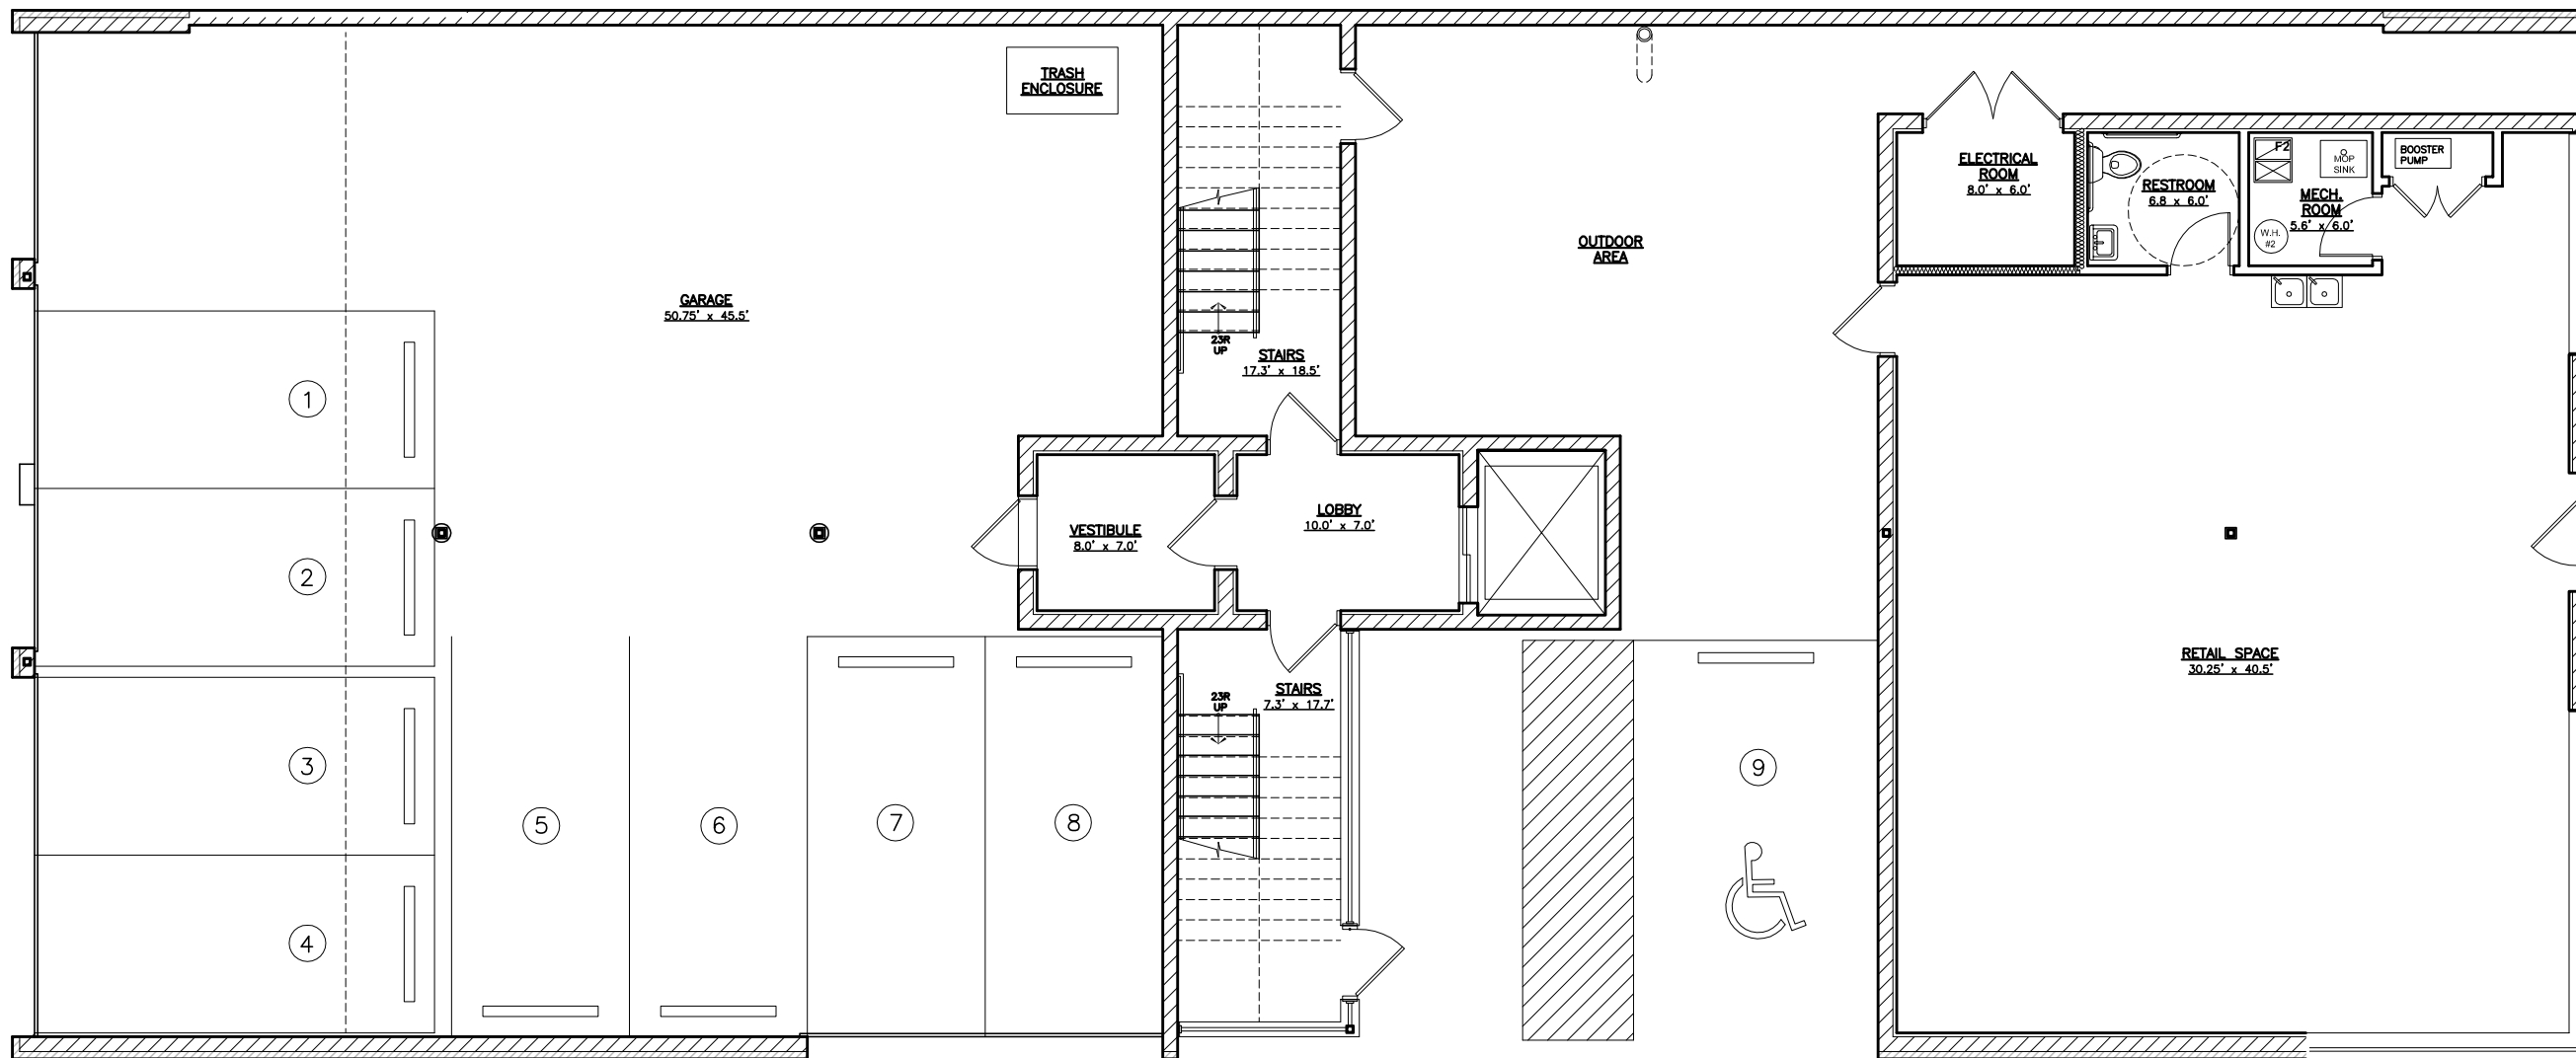 TRASH
ENCLOSURE
GARAGE
50.75' x 45.5'
1
2
3
4
5
6
7
8
23R
UP
STAIRS
17.3' x 18.5'
VESTIBULE
8.0' x 7.0'
LOBBY
10.0' x 7.0'
23R
UP
STAIRS
7.3' x 17.7'
OUTDOOR
AREA
9
ELECTRICAL
ROOM
8.0' x 6.0'
RESTROOM
6.8 x 6.0'
F2
MOP
SINK
MECH.
ROOM
5.6' x 6.0'
W.H.
#2
BOOSTER
PUMP
RETAIL SPACE
30.25' x 40.5'